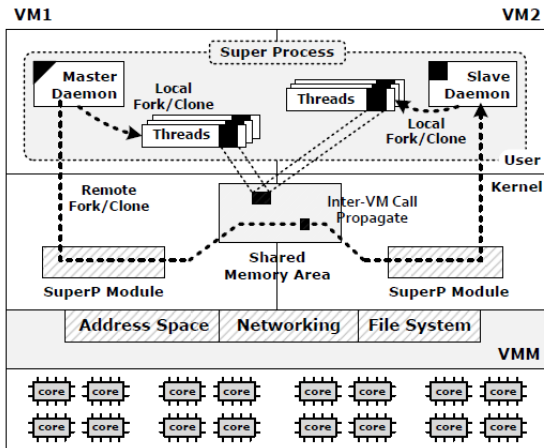 VM1
VM2
Super Process
Master
Daemon
Local
Fork/Clone
Threads
Threads
Local
Fork/Clone
Slave
Daemon
User
Kernel
Remote
Fork/Clone
Inter-VM Call
Propagate
Shared
Memory Area
SuperP Module
SuperP Module
Address Space
Networking
File System
VMM
core core core core core core core core
core core core core core core core core